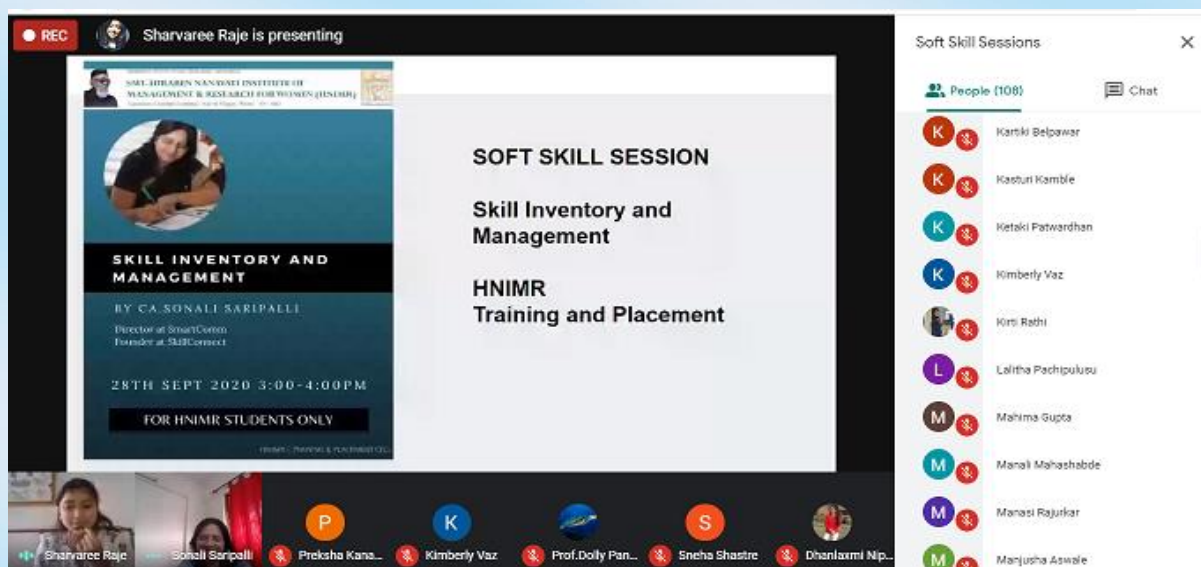 REC
Sharvaree Raje is presenting
SMT. HIRABEN NANAVATI INSTITUTE OF
MANAGEMENT & RESEARCH FOR WOMEN (HNIMR)
SKILL INVENTORY AND
MANAGEMENT
BY CA.SONALI SARIPALLI
Director at SmartComm
Founder at SkillConnect
28TH SEPT 2020 3:00-4:00PM
FOR HNIMR STUDENTS ONLY
SOFT SKILL SESSION
Skill Inventory and
Management
HNIMR
Training and Placement
Sharvaree Raje
Sonali Saripalli
P
Preksha Kana...
K
Kimberly Vaz
Prof.Dolly Pan...
S
Sneha Shastre
Dhanlaxmi Nip...
Soft Skill Sessions
People (108)
Chat
K
Kartiki Belpawar
K
Kasturi Kamble
K
Ketaki Patwardhan
K
Kimberly Vaz
Kirti Rathi
L
Lalitha Pachipulusu
M
Mahima Gupta
M
Manali Mahashabde
M
Manasi Rajurkar
M
Manjusha Aswale